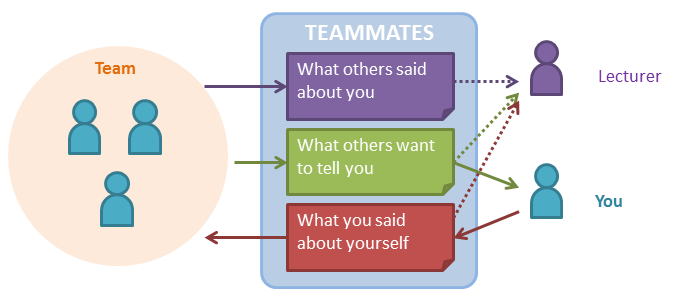 TEAMMATES
Team
What others said
about you
Lecturer
What others want
to tell you
You
What you said
about yourself